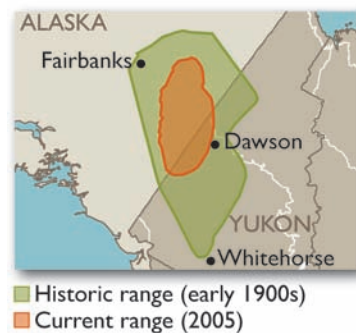 ALASKA
Fairbanks
Dawson
YUKON
Whitehorse
Historic range (early 1900s)
Current range (2005)